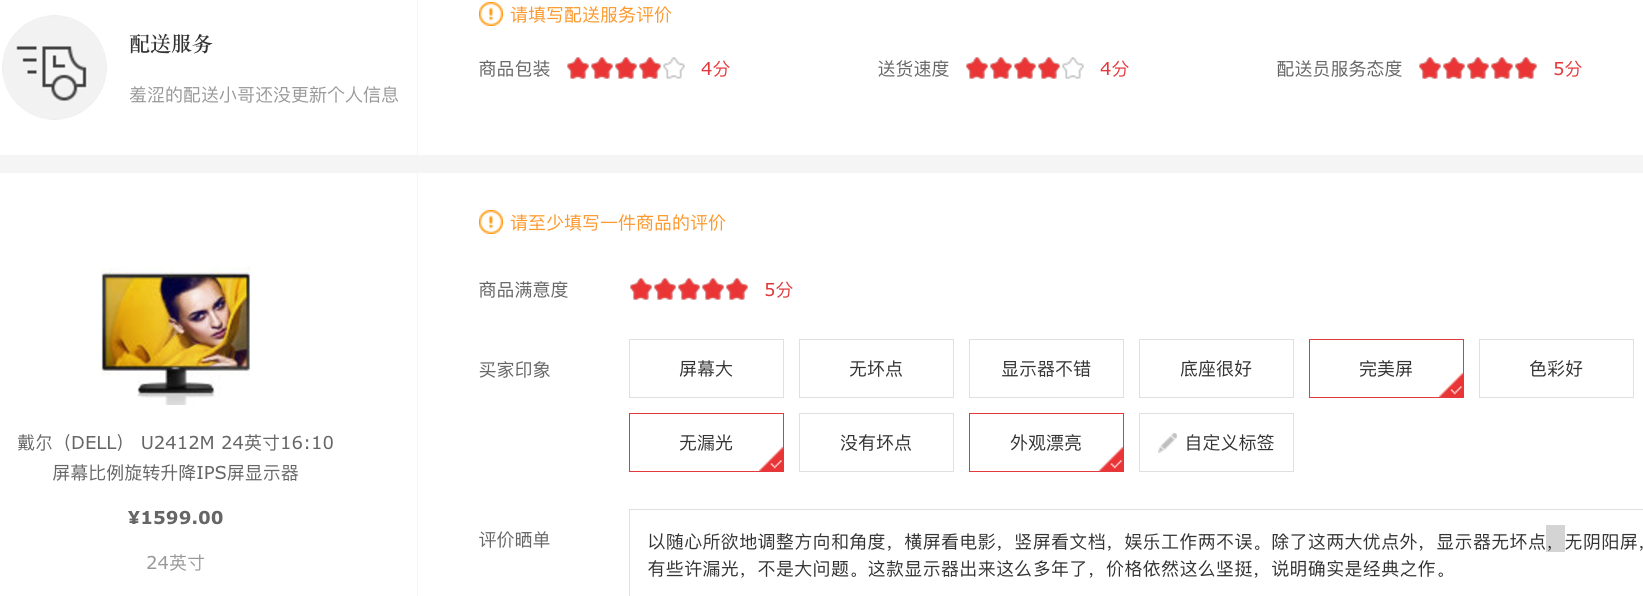 请填写配送服务评价
配送服务
羞涩的配送小哥还没更新个人信息
商品包装 4分 送货速度 4分 配送员服务态度 5分
请至少填写一件商品的评价
商品满意度 5分
买家印象 屏幕大 无坏点 显示器不错 底座很好 完美屏 色彩好
无漏光 没有坏点 外观漂亮 自定义标签
戴尔（DELL） U2412M 24英寸16:10
屏幕比例旋转升降IPS屏显示器
¥1599.00
24英寸
评价晒单
以随心所欲地调整方向和角度，横屏看电影，竖屏看文档，娱乐工作两不误。除了这两大优点外，显示器无坏点，无阴阳屏，
有些许漏光，不是大问题。这款显示器出来这么多年了，价格依然这么坚挺，说明确实是经典之作。